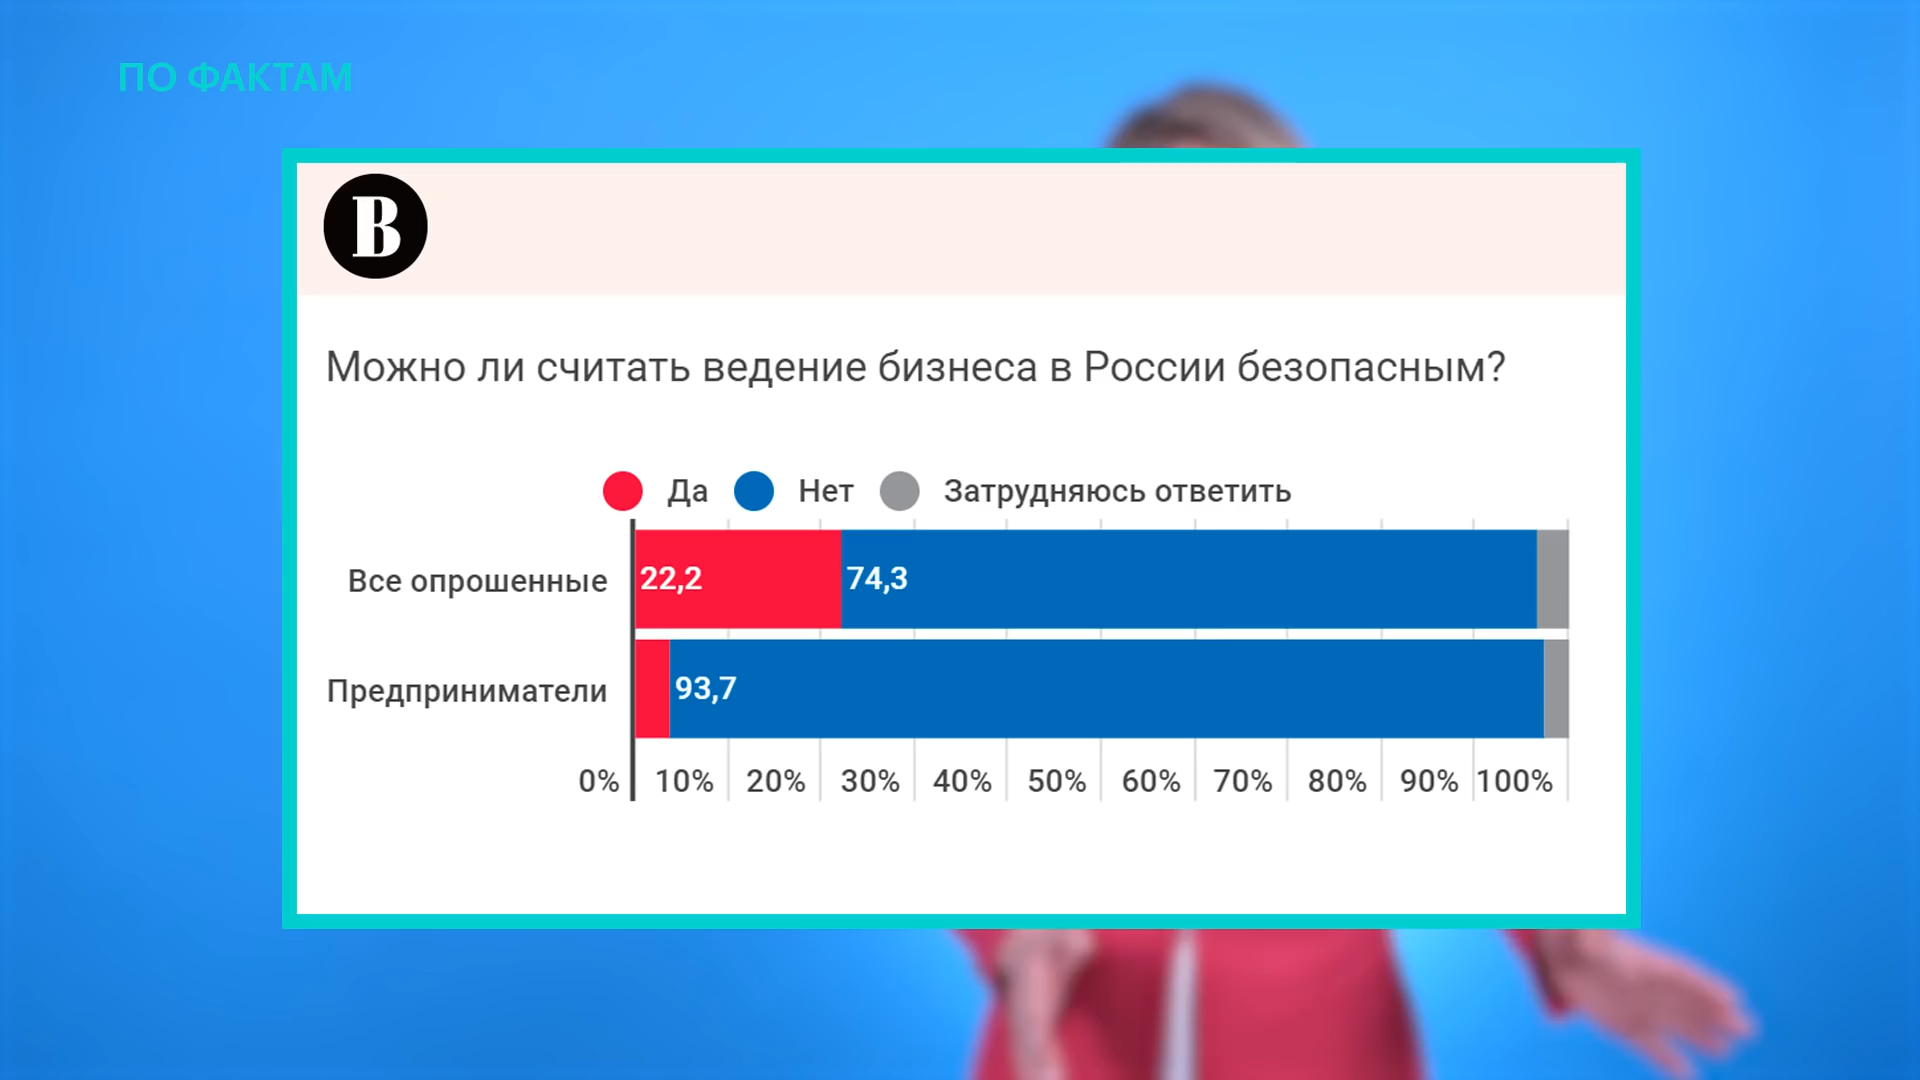 ПО ФАКТАМ
В
Можно ли считать ведение бизнеса в России безопасным?
Да Нет Затрудняюсь ответить
Все опрошенные 22,2 74,3
Предприниматели 93,7
0% 10% 20% 30% 40% 50% 60% 70% 80% 90% 100%